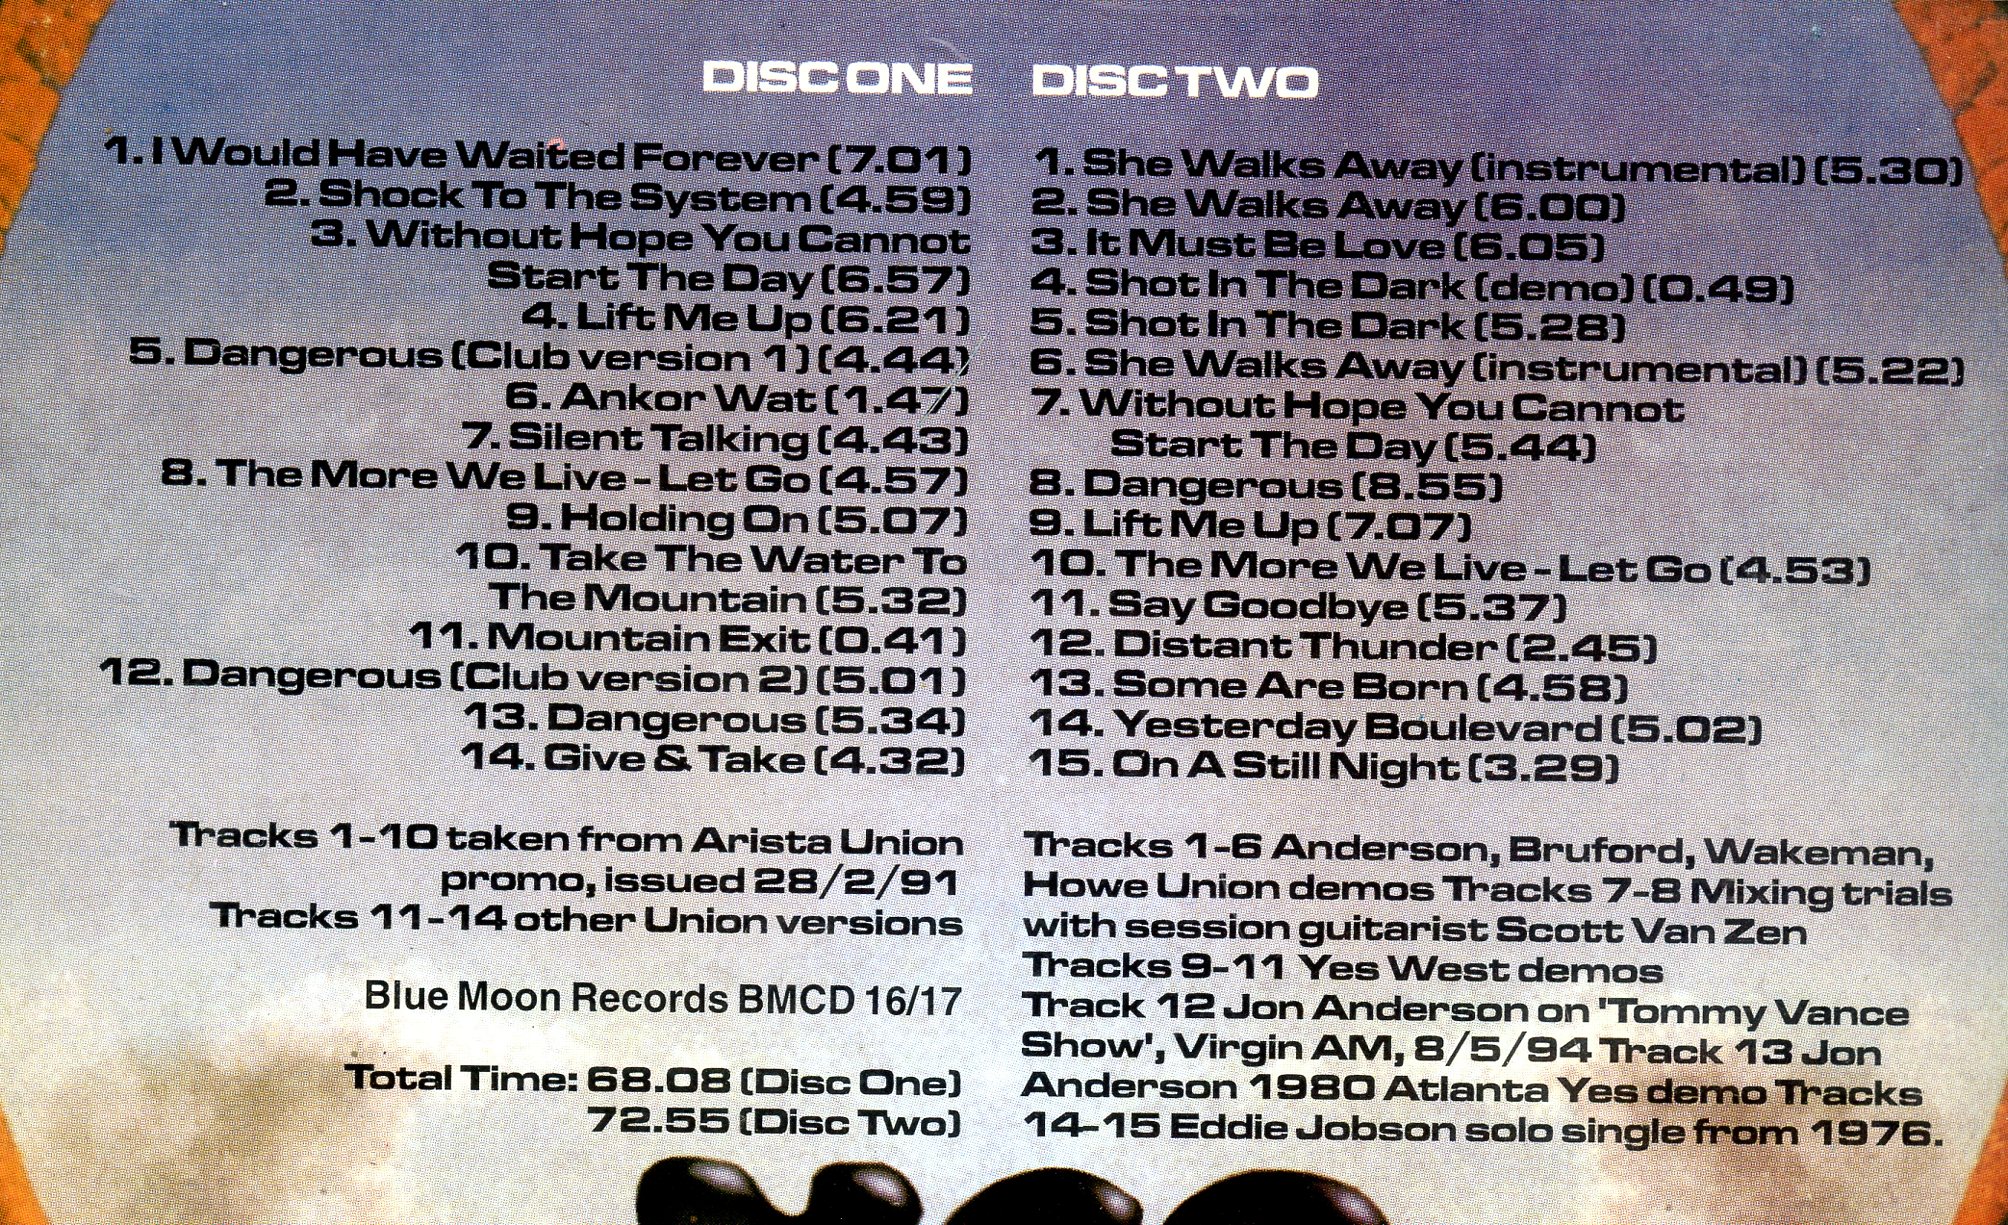 DISC ONE
1. I Would Have Waited Forever (7.01)
2. Shock To The System (4.59)
3. Without Hope You Cannot
Start The Day (6.57)
4. Lift Me Up (6.21)
5. Dangerous (Club version 1) (4.44)
6. Ankor Wat (1.47)
7. Silent Talking (4.43)
8. The More We Live - Let Go (4.57)
9. Holding On (5.07)
10. Take The Water To
The Mountain (5.32)
11. Mountain Exit (0.41)
12. Dangerous (Club version 2) (5.01)
13. Dangerous (5.34)
14. Give & Take (4.32)
Tracks 1-10 taken from Arista Union
promo, issued 28/2/91
Tracks 11-14 other Union versions
Blue Moon Records BMCD 16/17
Total Time: 68.08 (Disc One)
72.55 (Disc Two)
DISC TWO
1. She Walks Away (instrumental) (5.30)
2. She Walks Away (6.00)
3. It Must Be Love (6.05)
4. Shot In The Dark (demo) (0.49)
5. Shot In The Dark (5.28)
6. She Walks Away (instrumental) (5.22)
7. Without Hope You Cannot
Start The Day (5.44)
8. Dangerous (8.55)
9. Lift Me Up (7.07)
10. The More We Live - Let Go (4.53)
11. Say Goodbye (5.37)
12. Distant Thunder (2.45)
13. Some Are Born (4.58)
14. Yesterday Boulevard (5.02)
15. On A Still Night (3.29)
Tracks 1-6 Anderson, Bruford, Wakeman,
Howe Union demos Tracks 7-8 Mixing trials
with session guitarist Scott Van Zen
Tracks 9-11 Yes West demos
Track 12 Jon Anderson on 'Tommy Vance
Show', Virgin AM, 8/5/94 Track 13 Jon
Anderson 1980 Atlanta Yes demo Tracks
14-15 Eddie Jobson solo single from 1976.